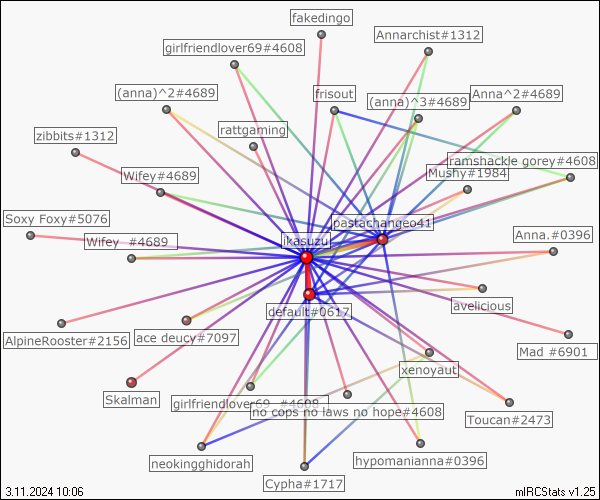 fakedingo
Annarchist#1312
girlfriendlover69#4608
(anna)^2#4689
frisout
(anna)^3#4689
Anna^2#4689
zibbits#1312
rattgaming
ramshackle gorey#4608
Wifey#4689
Mushy#1984
Soxy Foxy#5076
pastachangeo41
Wifey #4689
ikasuzu
Anna.#0396
default#0617
avelicious
AlpineRooster#2156
ace deucy#7097
Mad #6901
xenoyaut
Skalman
girlfriendlover69 #4608
no cops no laws no hope#4608
Toucan#2473
neokingghidorah
hypomanianna#0396
Cypha#1717
3.11.2024 10:06
mIRCStats v1.25